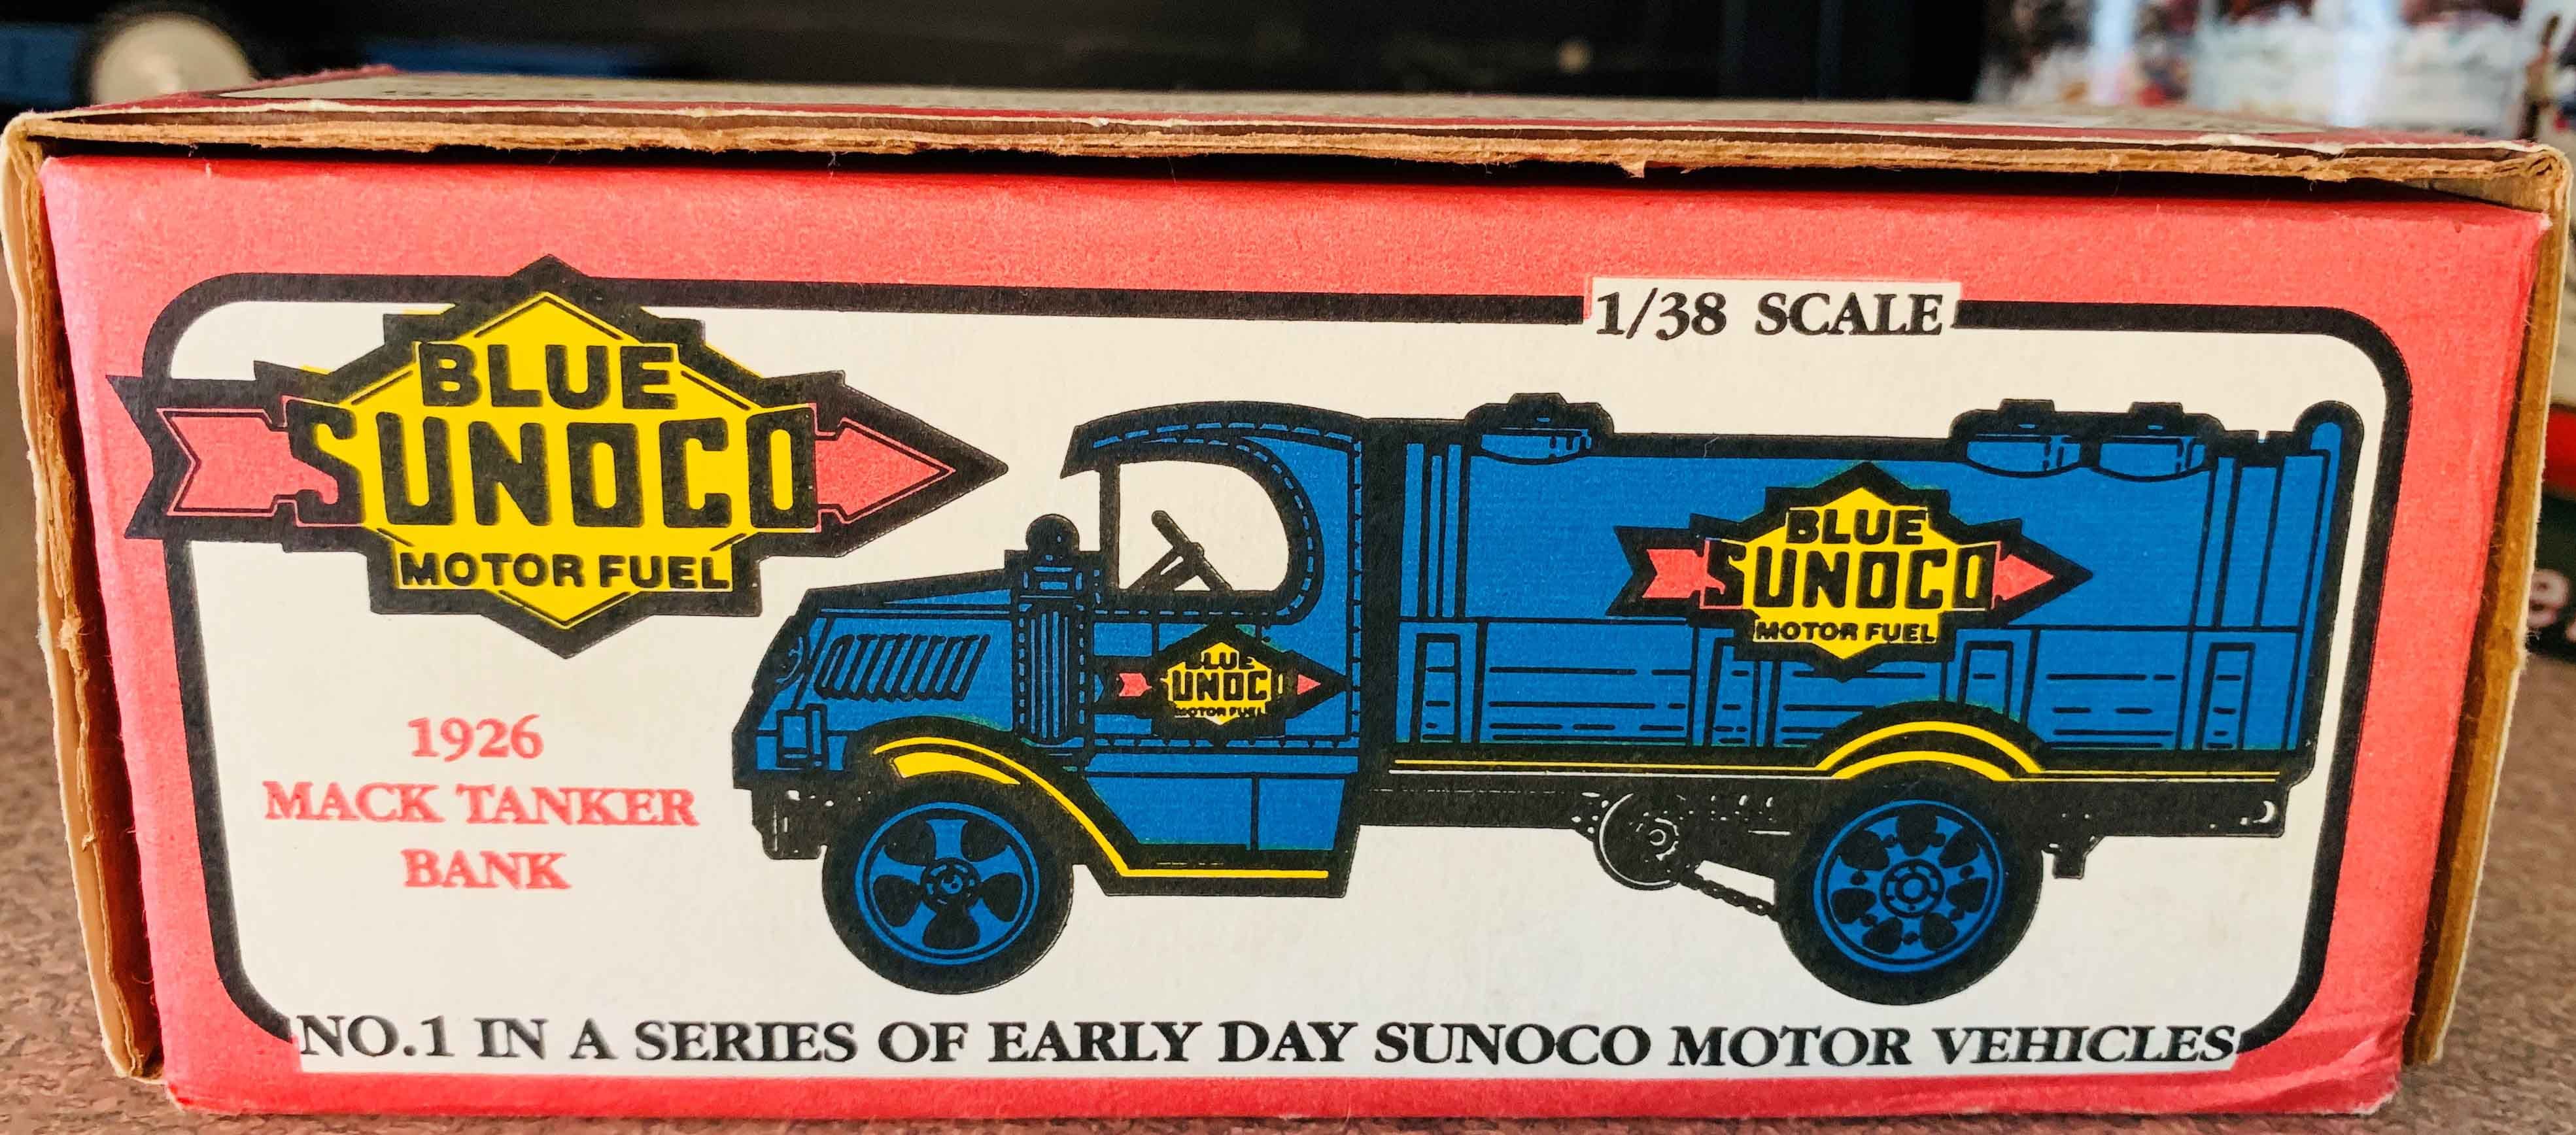 1/38 SCALE
BLUE
SUNOCO
MOTOR FUEL
BLUE
SUNOCO
MOTOR FUEL
BLUE
SUNOCO
MOTOR FUEL
1926
MACK TANKER
BANK
NO.1 IN A SERIES OF EARLY DAY SUNOCO MOTOR VEHICLES